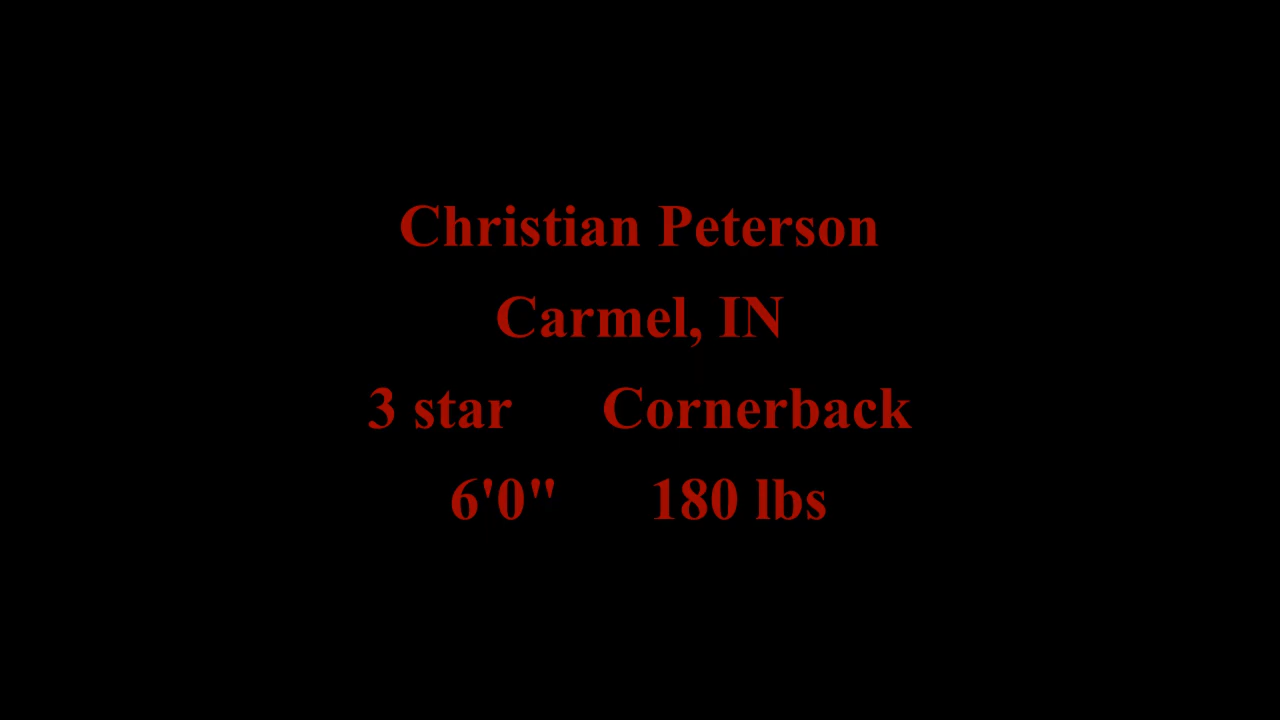 Christian Peterson
Carmel, IN
3 star Cornerback
6'0" 180 lbs